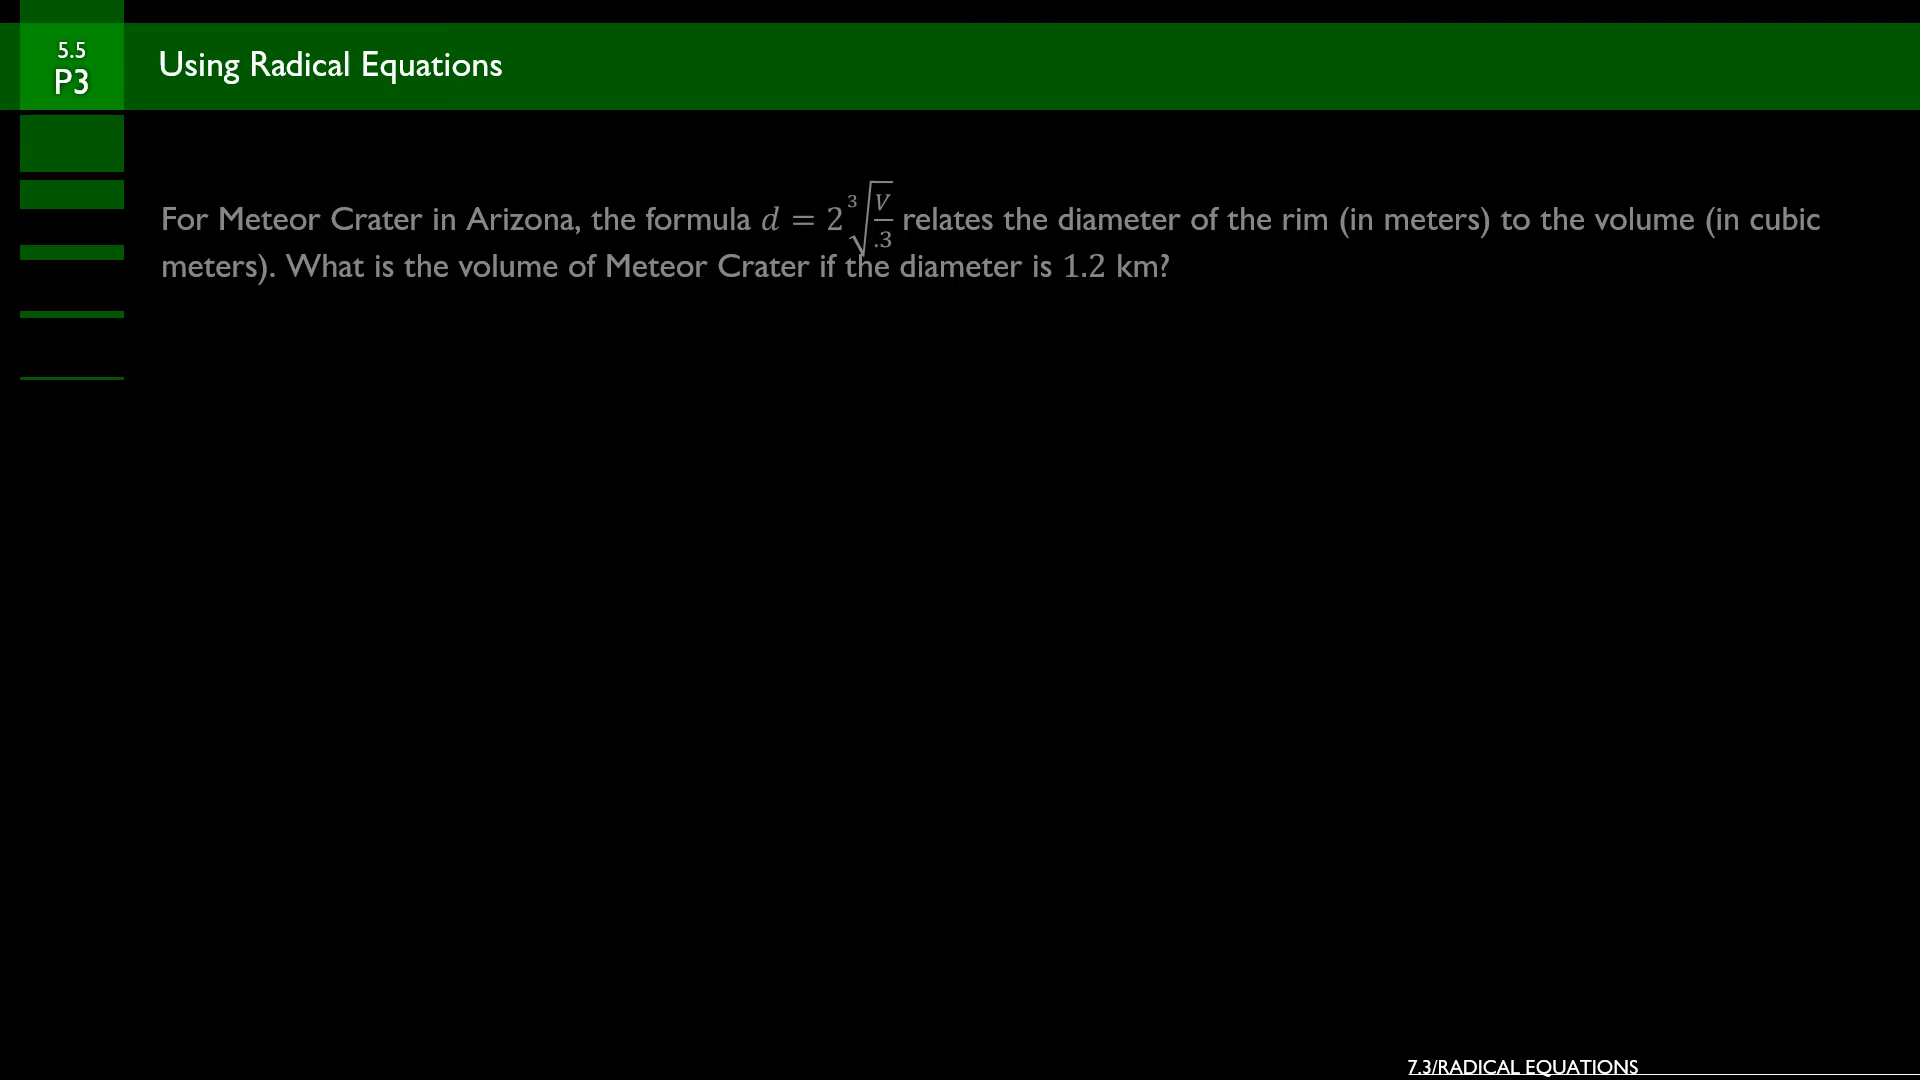 5.5
P3
Using Radical Equations
For Meteor Crater in Arizona, the formula d = 2∛(V/.3) relates the diameter of the rim (in meters) to the volume (in cubic
meters). What is the volume of Meteor Crater if the diameter is 1.2 km?
7.3/RADICAL EQUATIONS